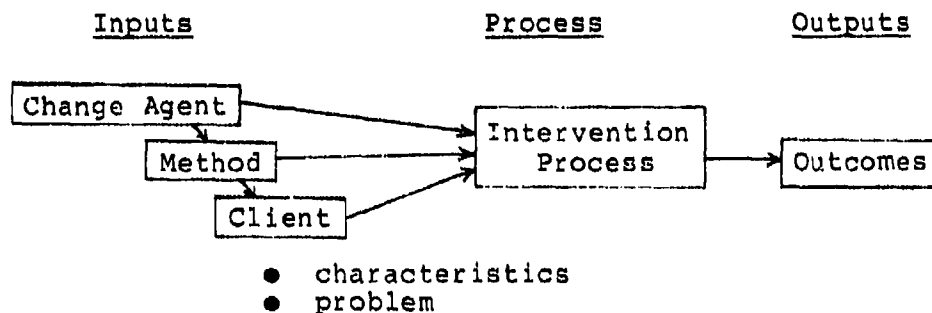 Inputs Process Outputs
Change Agent
Method
Client
Intervention
Process
Outcomes
● characteristics
● problem